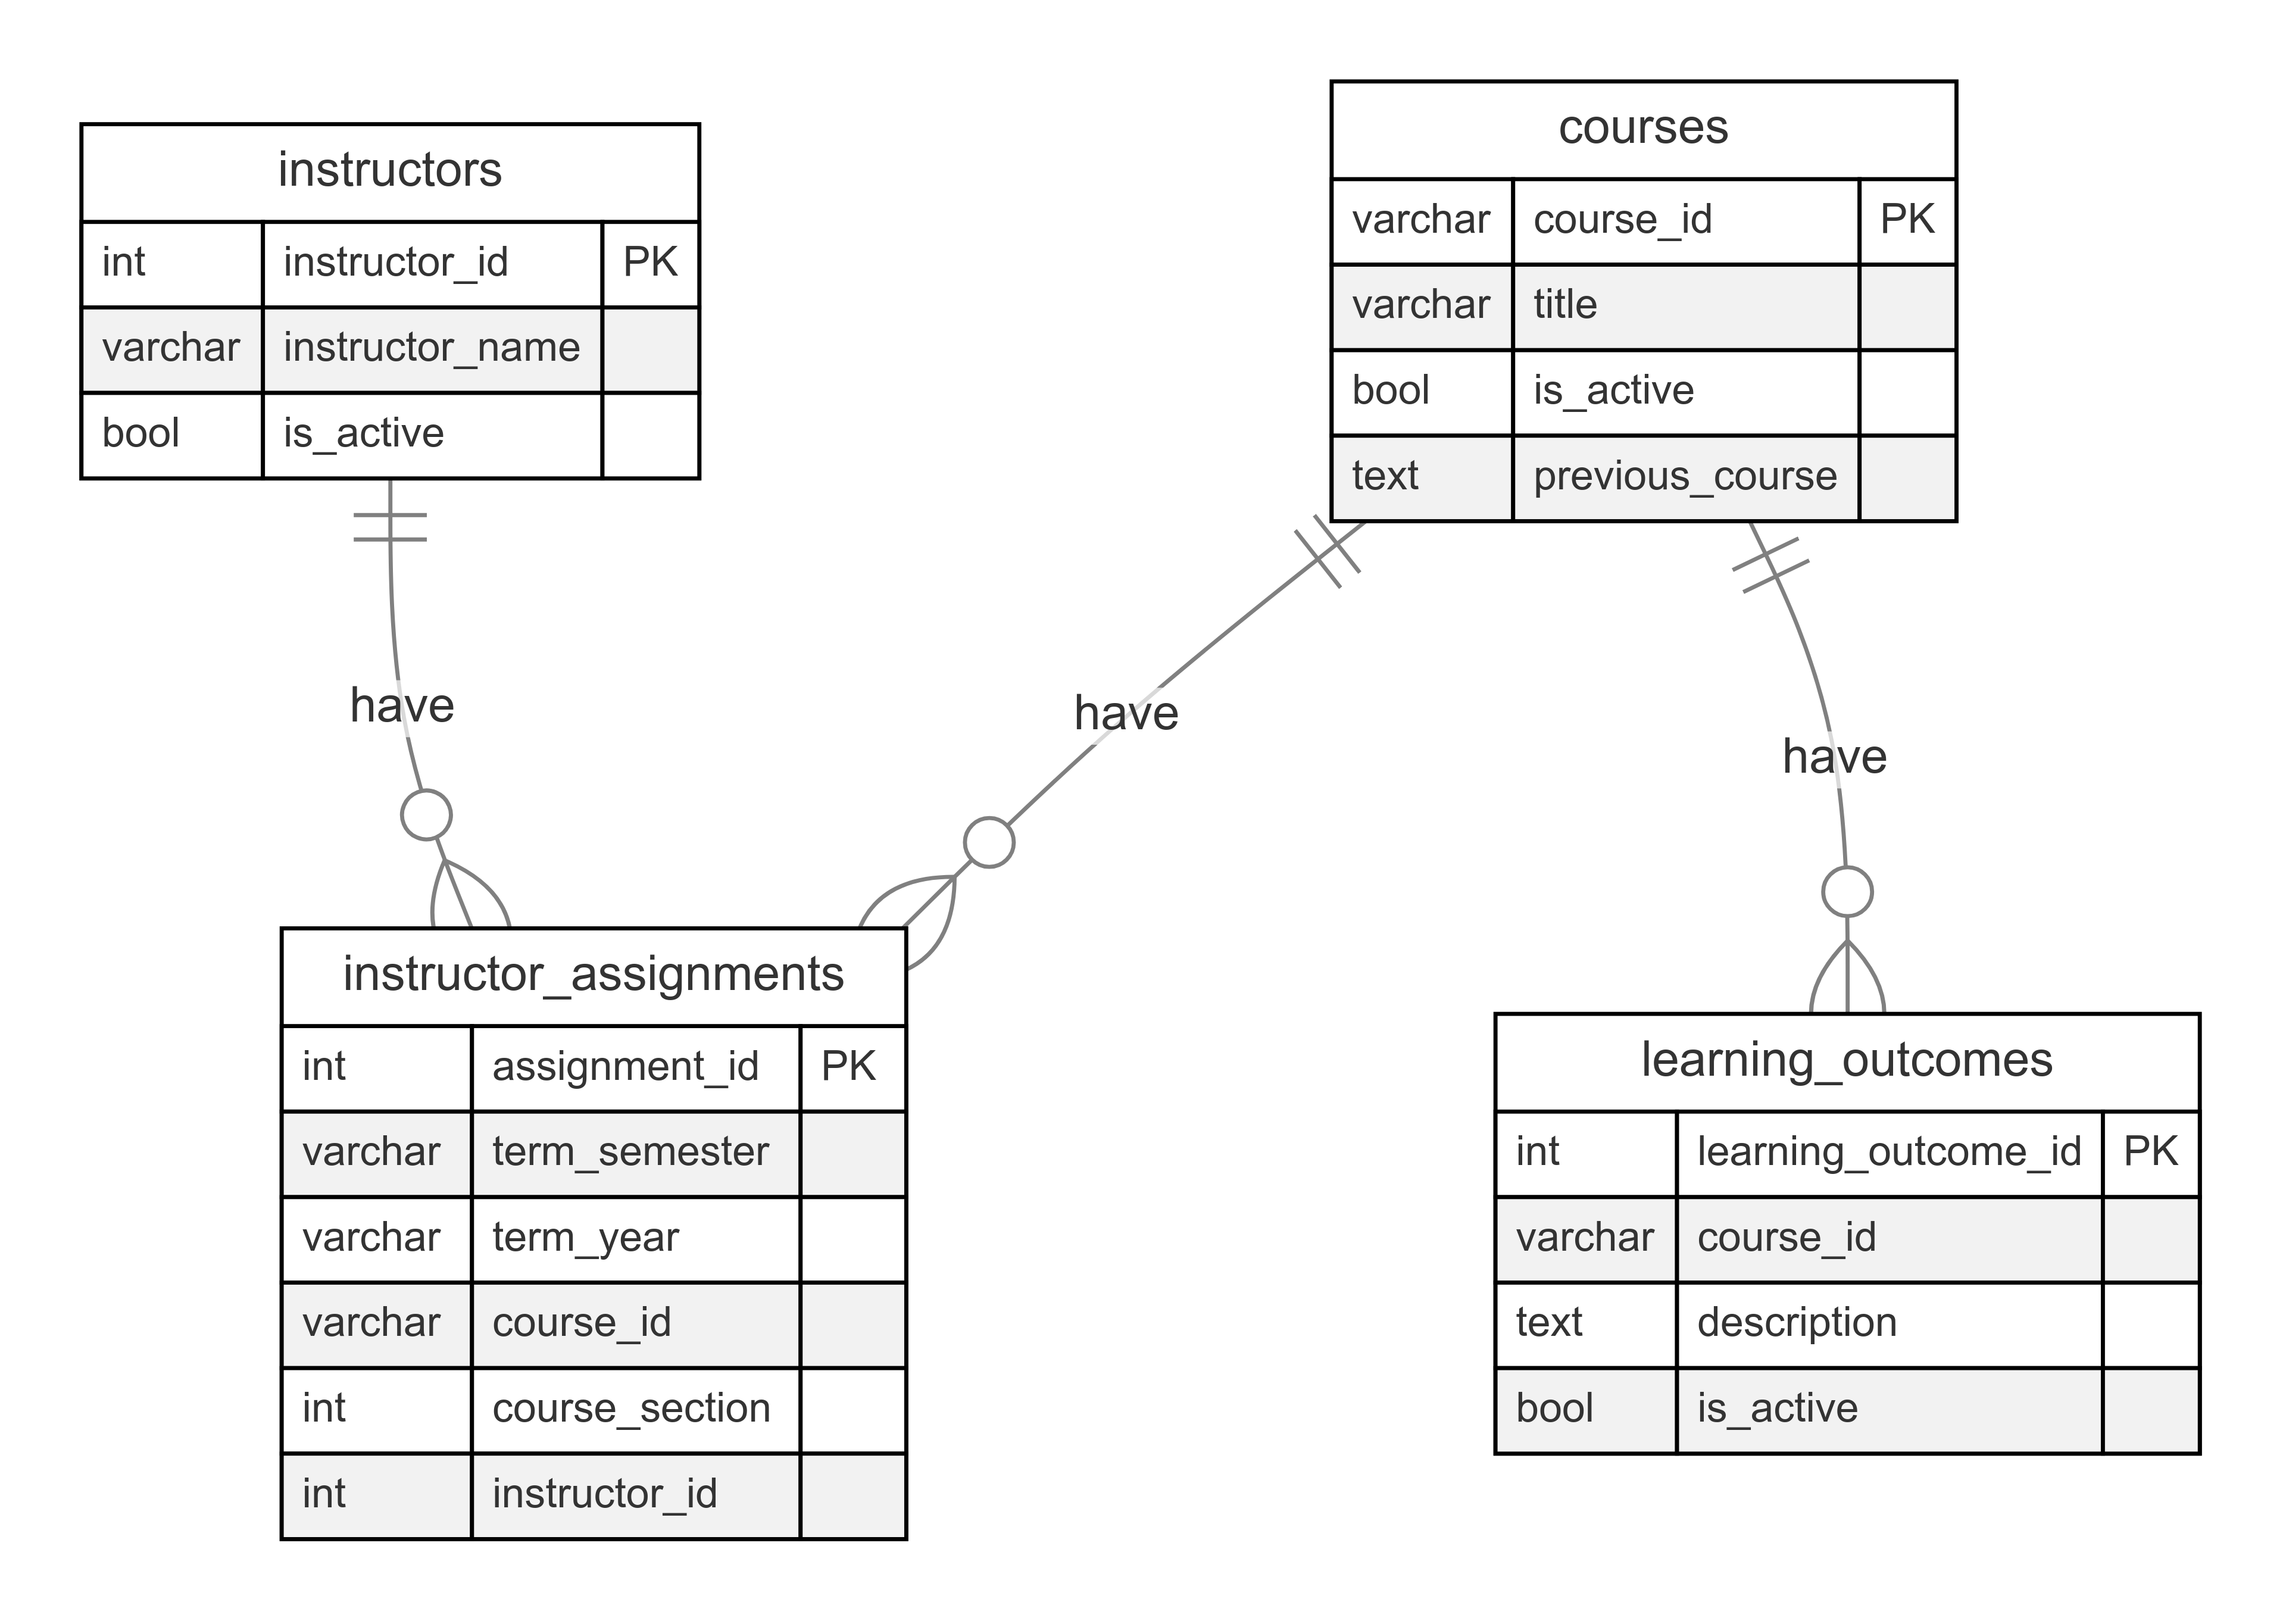 instructors
int instructor_id PK
varchar instructor_name
bool is_active
courses
varchar course_id PK
varchar title
bool is_active
text previous_course
have
have
have
instructor_assignments
int assignment_id PK
varchar term_semester
varchar term_year
varchar course_id
int course_section
int instructor_id
learning_outcomes
int learning_outcome_id PK
varchar course_id
text description
bool is_active